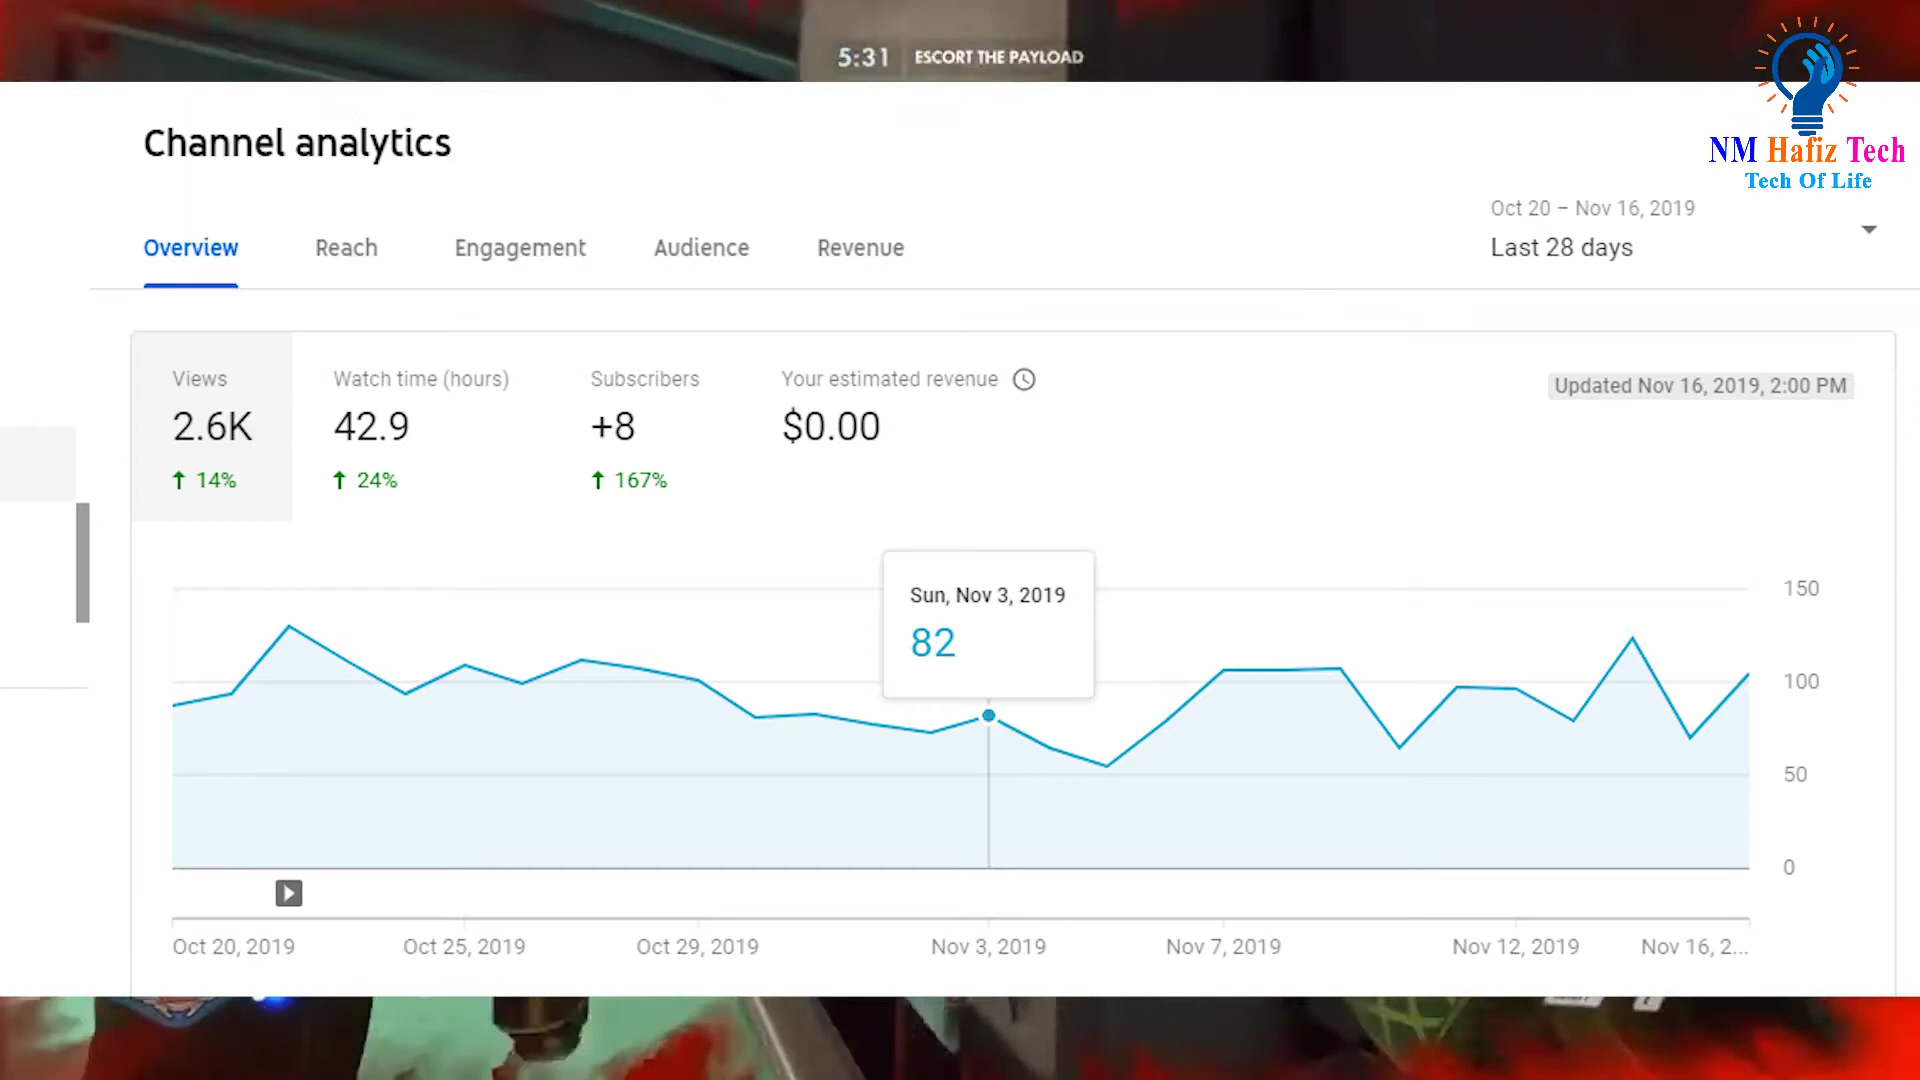 5:31 ESCORT THE PAYLOAD
NM Hafiz Tech
Tech Of Life
Channel analytics
Oct 20 – Nov 16, 2019
Last 28 days
Overview Reach Engagement Audience Revenue
Views Watch time (hours) Subscribers Your estimated revenue
Updated Nov 16, 2019, 2:00 PM
2.6K 42.9 +8 $0.00
14% 24% 167%
Sun, Nov 3, 2019
82
150
100
50
0
Oct 20, 2019 Oct 25, 2019 Oct 29, 2019 Nov 3, 2019 Nov 7, 2019 Nov 12, 2019 Nov 16, 2...